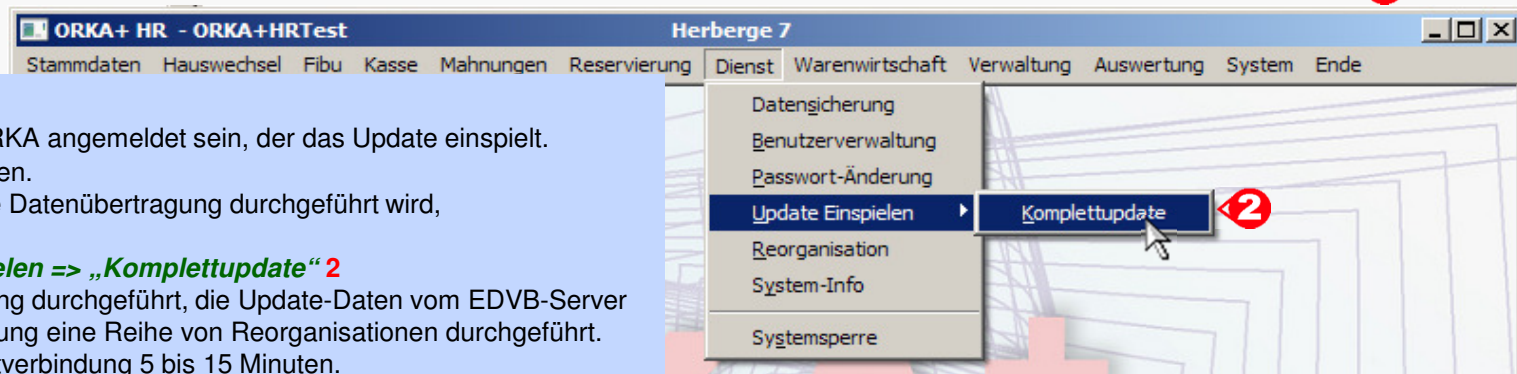 ORKA+ HR - ORKA+HRTest Herberge 7
Stammdaten Hauswechsel Fibu Kasse Mahnungen Reservierung Dienst Warenwirtschaft Verwaltung Auswertung System Ende
Datensicherung
Benutzerverwaltung
Passwort-Änderung
Update Einspielen Komplettupdate 2
Reorganisation
System-Info
Systemsperre
RKA angemeldet sein, der das Update einspielt.
en.
e Datenübertragung durchgeführt wird,
elen => „Komplettupdate“ 2
ng durchgeführt, die Update-Daten vom EDVB-Server
ung eine Reihe von Reorganisationen durchgeführt.
tverbindung 5 bis 15 Minuten.